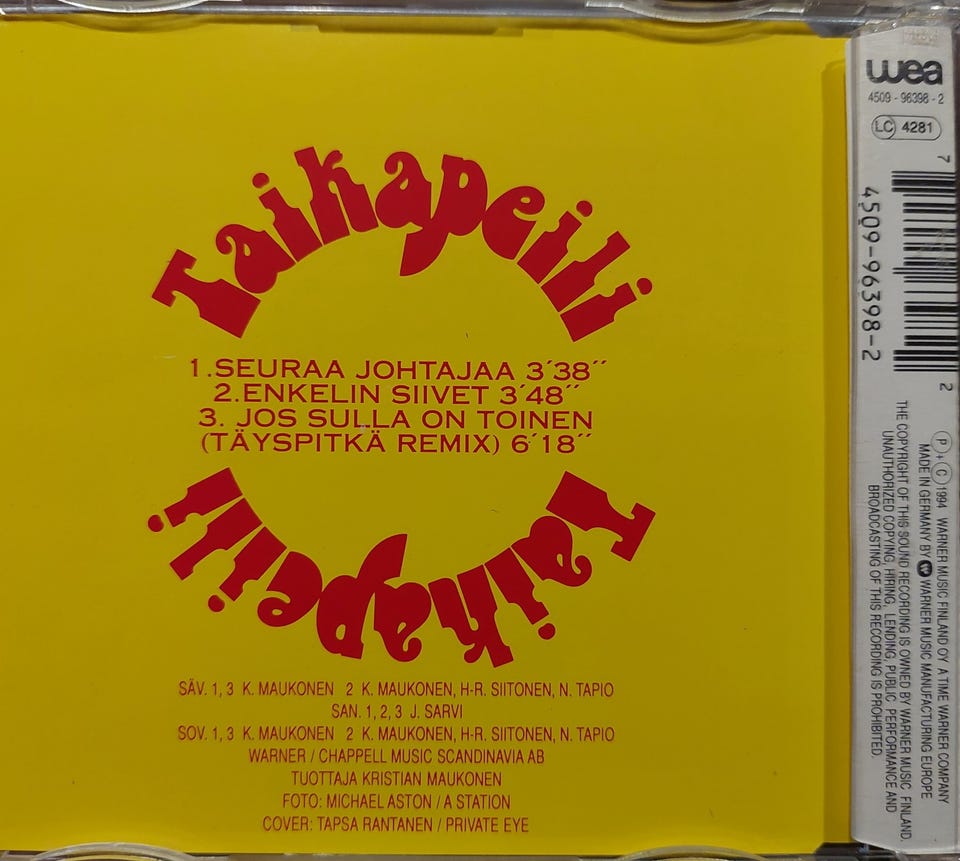 Taikapeili
1.SEURAA JOHTAJAA 3´38´´
2.ENKELIN SIIVET 3´48´´
3. JOS SULLA ON TOINEN
(TÄYSPITKÄ REMIX) 6´18´´
Taikapeili
SÄV. 1, 3 K. MAUKONEN 2 K. MAUKONEN, H-R. SIITONEN, N. TAPIO
SAN. 1, 2, 3 J. SARVI
SOV. 1, 3 K. MAUKONEN 2 K. MAUKONEN, H-R. SIITONEN, N. TAPIO
WARNER / CHAPPELL MUSIC SCANDINAVIA AB
TUOTTAJA KRISTIAN MAUKONEN
FOTO: MICHAEL ASTON / A STATION
COVER: TAPSA RANTANEN / PRIVATE EYE
wea
4509 - 96398 - 2
LC 4281
7 4509-96398-2 2
P + C 1994 WARNER MUSIC FINLAND OY A TIME WARNER COMPANY
MADE IN GERMANY BY WARNER MUSIC MANUFACTURING EUROPE
THE COPYRIGHT OF THIS SOUND RECORDING IS OWNED BY WARNER MUSIC FINLAND.
UNAUTHORIZED COPYING, HIRING, LENDING, PUBLIC PERFORMANCE AND
BROADCASTING OF THIS RECORDING IS PROHIBITED.